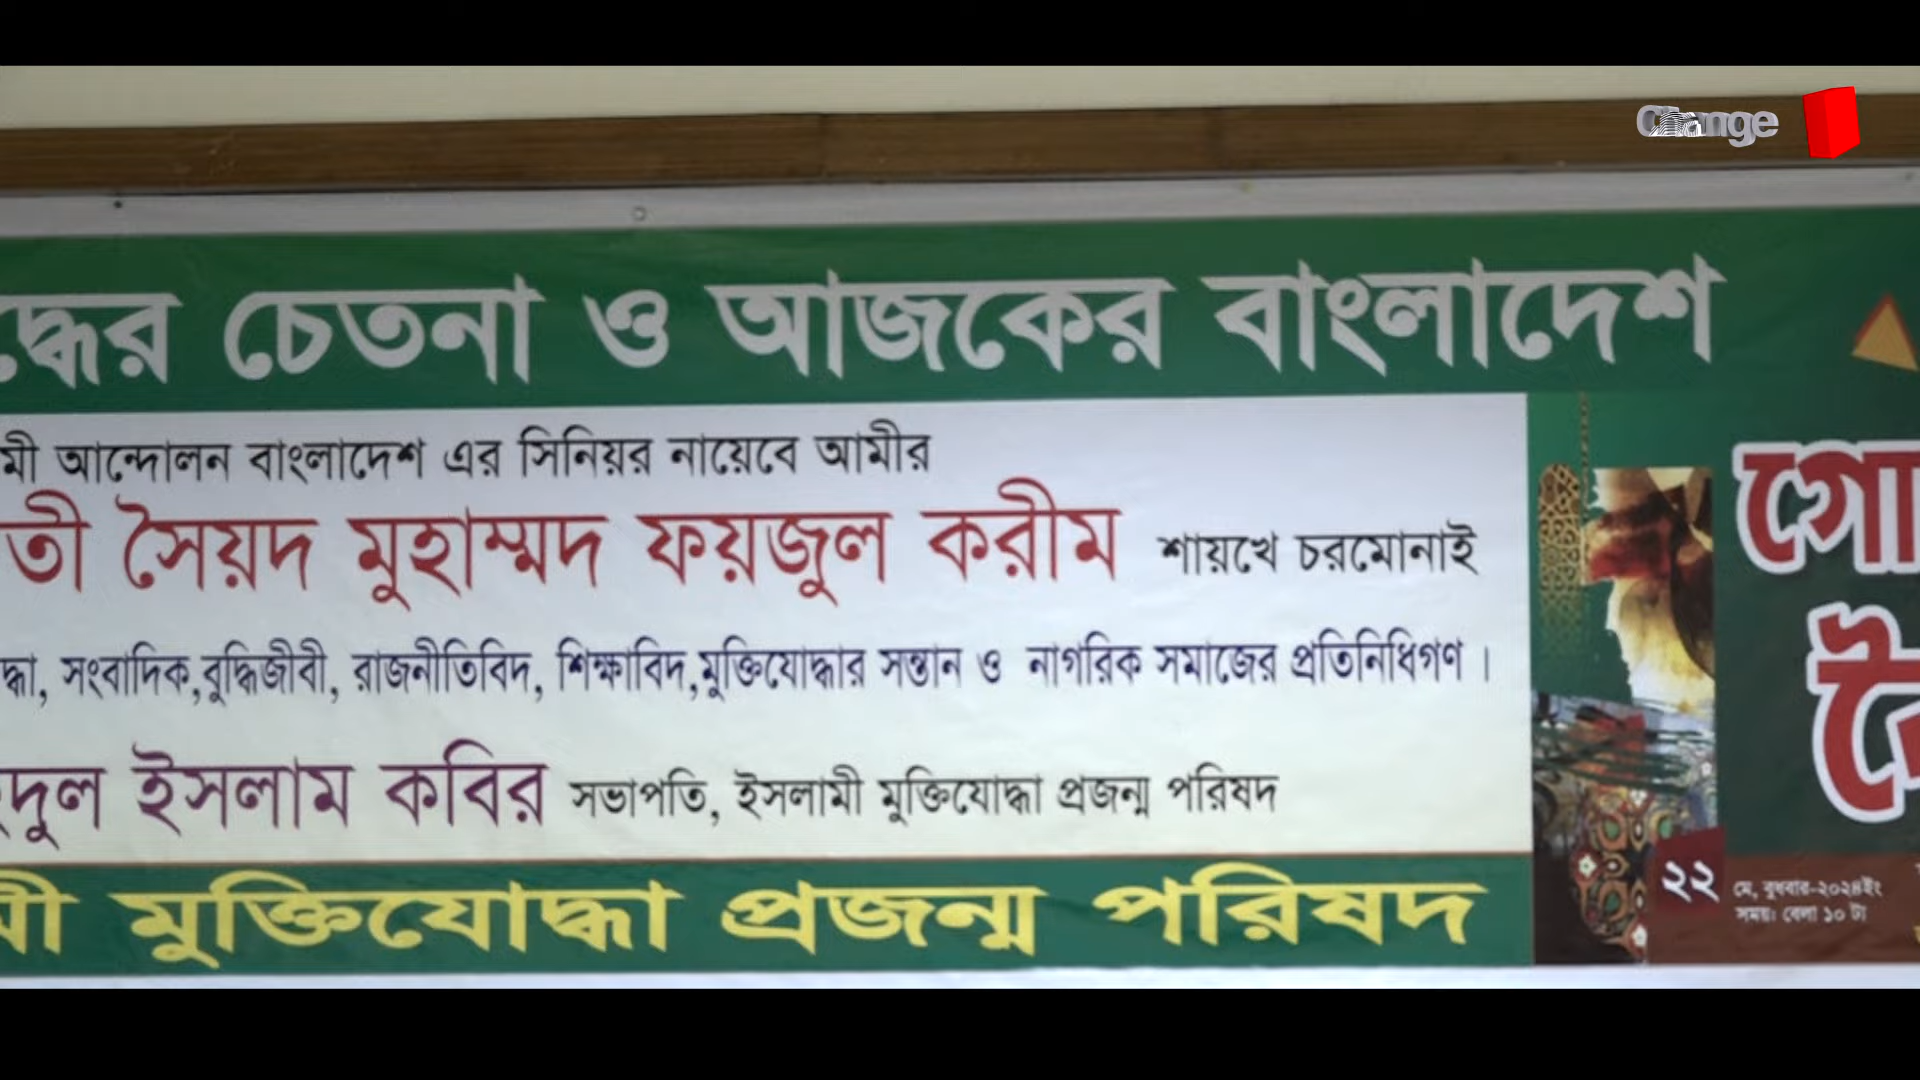 Change
দ্ধের চেতনা ও আজকের বাংলাদেশ
মী আন্দোলন বাংলাদেশ এর সিনিয়র নায়েবে আমীর
তী সৈয়দ মুহাম্মদ ফয়জুল করীম শায়খে চরমোনাই
দ্ধা, সংবাদিক,বুদ্ধিজীবী, রাজনীতিবিদ, শিক্ষাবিদ,মুক্তিযোদ্ধার সন্তান ও নাগরিক সমাজের প্রতিনিধিগণ ।
দুল ইসলাম কবির সভাপতি, ইসলামী মুক্তিযোদ্ধা প্রজন্ম পরিষদ
মী মুক্তিযোদ্ধা প্রজন্ম পরিষদ
গো
বৈ
২২ মে, বুধবার-২০২৪ইং
সময়: বেলা ১০ টা